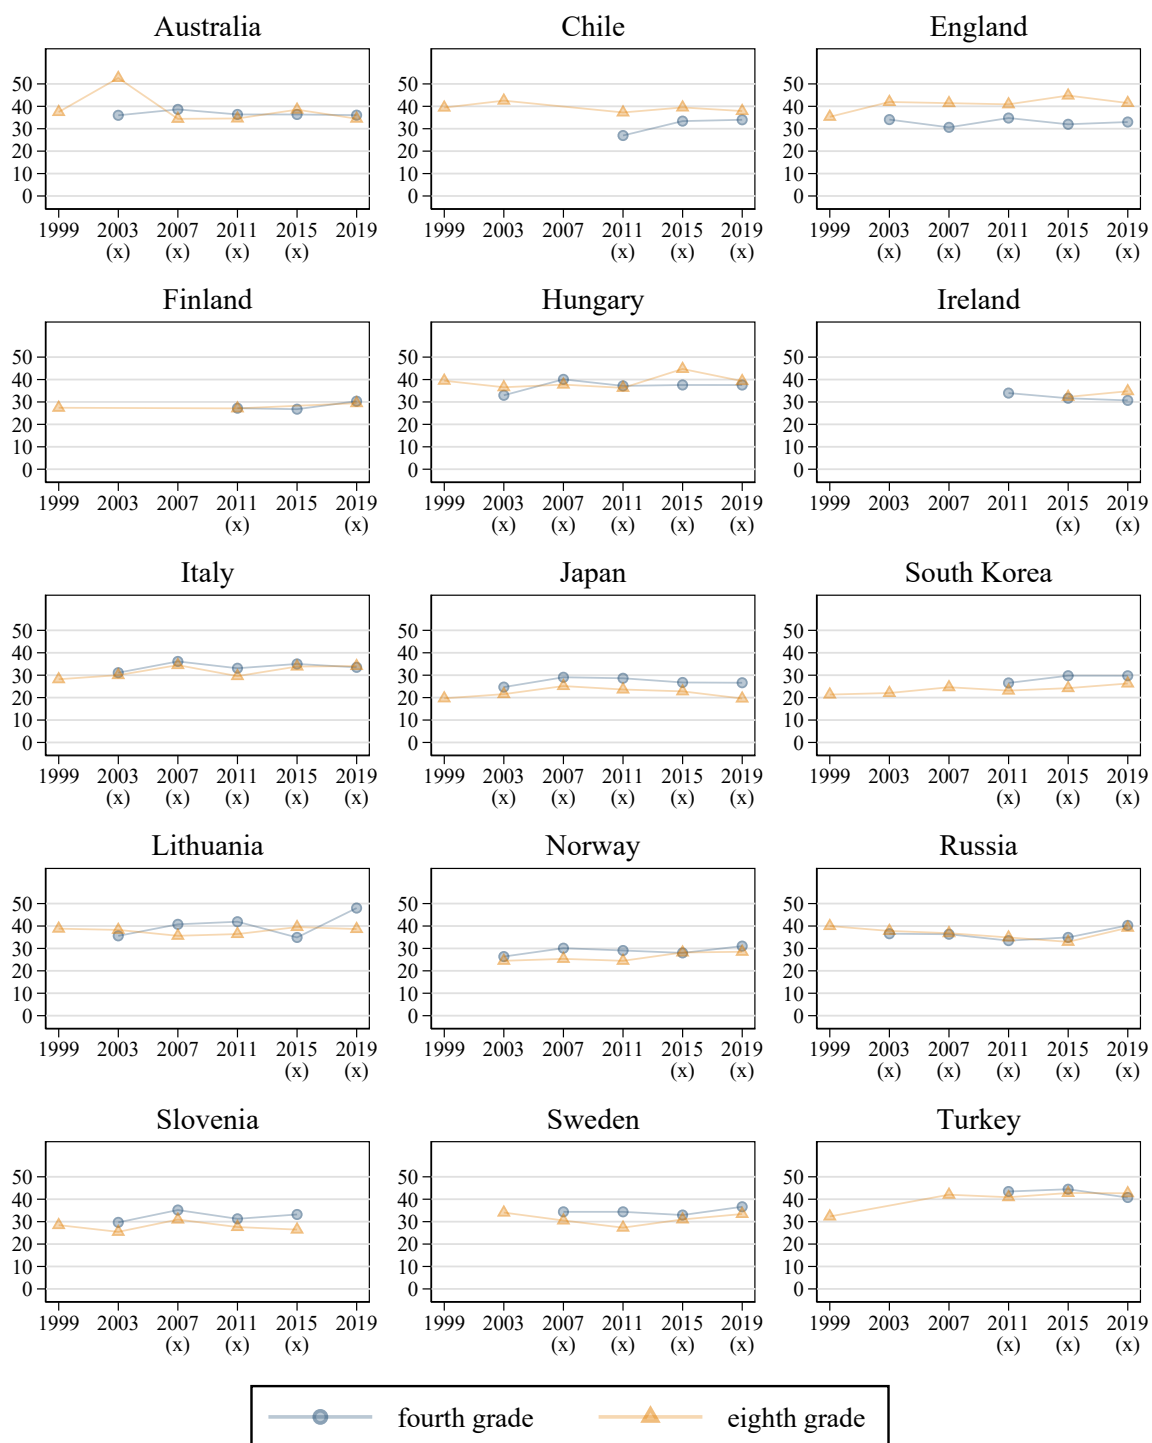 Australia Chile England
50 50 50
40 40 40
30 30 30
20 20 20
10 10 10
0 0 0
1999 2003 2007 2011 2015 2019 1999 2003 2007 2011 2015 2019 1999 2003 2007 2011 2015 2019
(x) (x) (x) (x) (x) (x) (x) (x) (x) (x) (x) (x)
Finland Hungary Ireland
50 50 50
40 40 40
30 30 30
20 20 20
10 10 10
0 0 0
1999 2003 2007 2011 2015 2019 1999 2003 2007 2011 2015 2019 1999 2003 2007 2011 2015 2019
(x) (x) (x) (x) (x) (x) (x) (x) (x)
Italy Japan South Korea
50 50 50
40 40 40
30 30 30
20 20 20
10 10 10
0 0 0
1999 2003 2007 2011 2015 2019 1999 2003 2007 2011 2015 2019 1999 2003 2007 2011 2015 2019
(x) (x) (x) (x) (x) (x) (x) (x) (x) (x) (x) (x) (x)
Lithuania Norway Russia
50 50 50
40 40 40
30 30 30
20 20 20
10 10 10
0 0 0
1999 2003 2007 2011 2015 2019 1999 2003 2007 2011 2015 2019 1999 2003 2007 2011 2015 2019
(x) (x) (x) (x) (x) (x) (x) (x) (x)
Slovenia Sweden Turkey
50 50 50
40 40 40
30 30 30
20 20 20
10 10 10
0 0 0
1999 2003 2007 2011 2015 2019 1999 2003 2007 2011 2015 2019 1999 2003 2007 2011 2015 2019
(x) (x) (x) (x) (x) (x) (x) (x) (x) (x)
fourth grade eighth grade